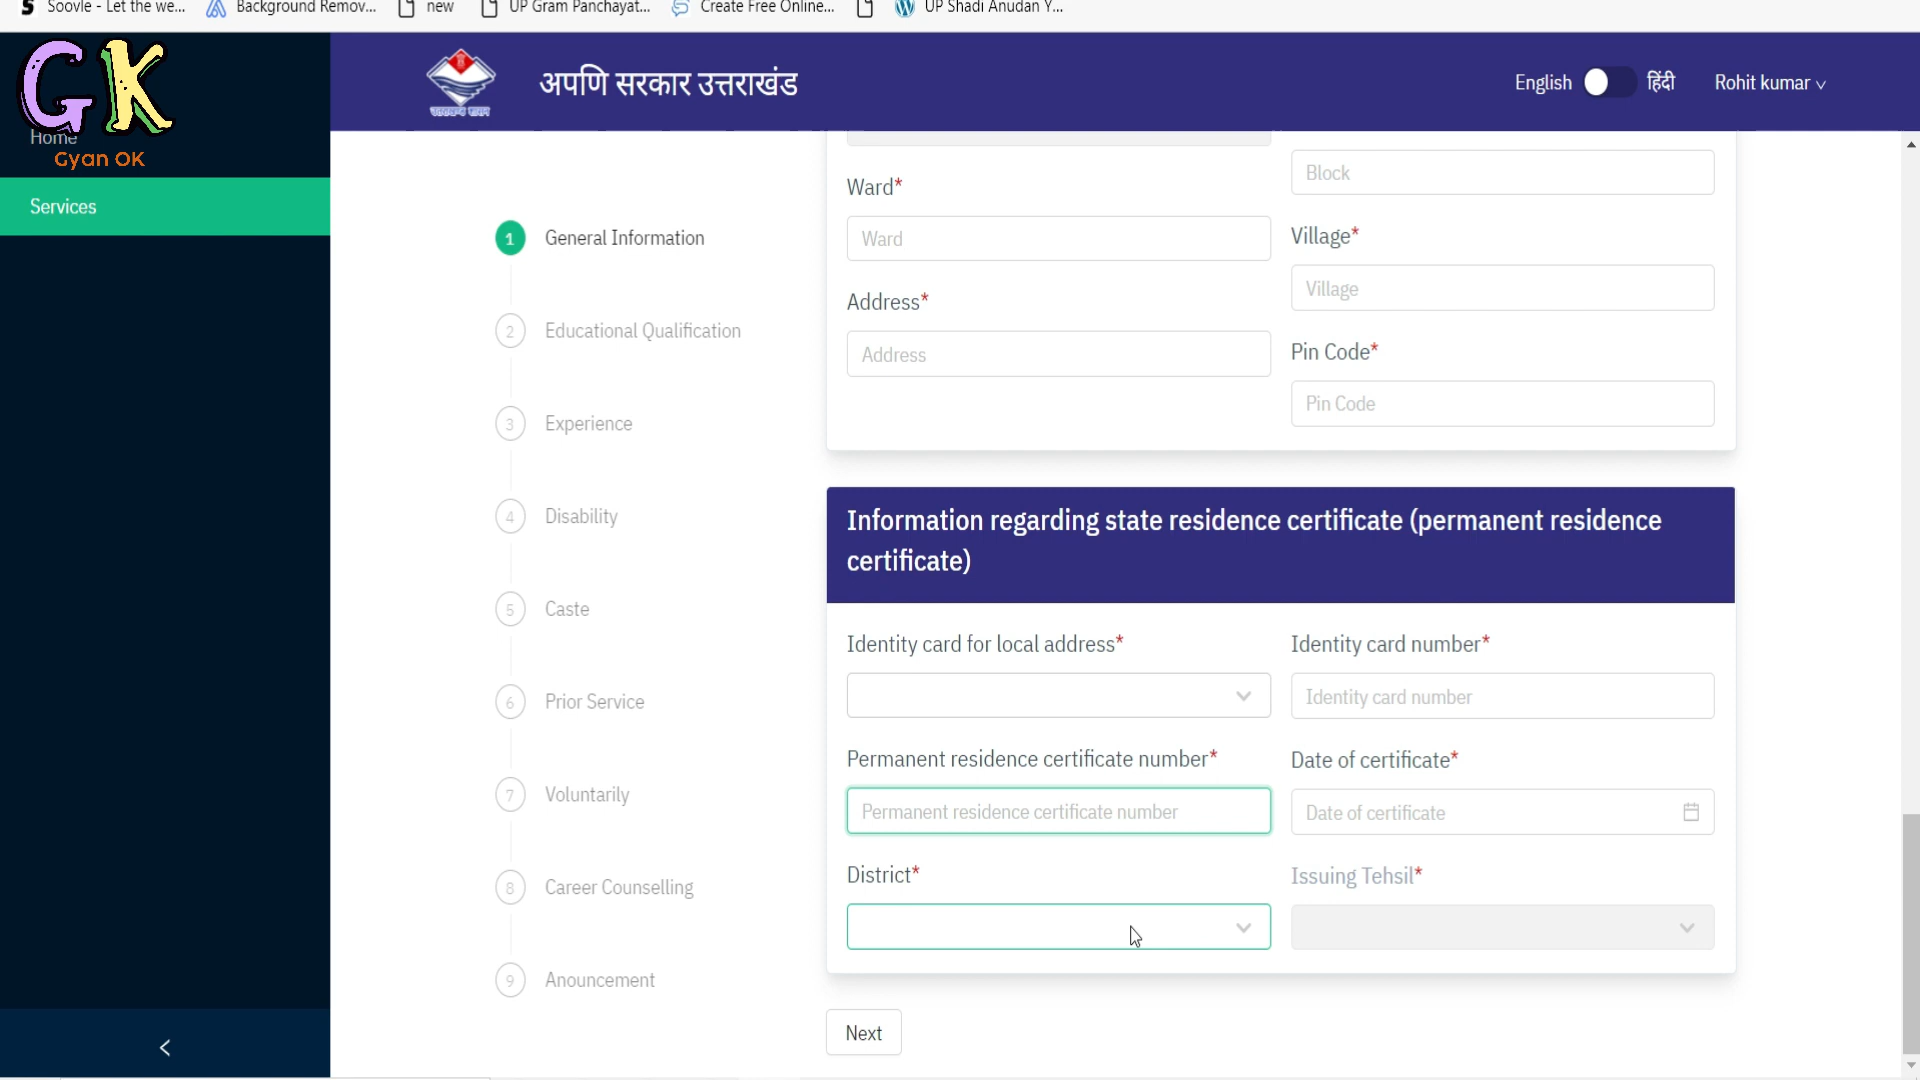 Soovle - Let the we...
Background Remov...
new
UP Gram Panchayat...
Create Free Online...
UP Shadi Anudan Y...
GK
Gyan OK
Home
Services
अपणि सरकार उत्तराखंड
English
हिंदी
Rohit kumar
1 General Information
2 Educational Qualification
3 Experience
4 Disability
5 Caste
6 Prior Service
7 Voluntarily
8 Career Counselling
9 Anouncement
Block
Ward*
Ward
Village*
Village
Address*
Address
Pin Code*
Pin Code
Information regarding state residence certificate (permanent residence
certificate)
Identity card for local address*
Identity card number*
Identity card number
Permanent residence certificate number*
Permanent residence certificate number
Date of certificate*
Date of certificate
District*
Issuing Tehsil*
Next